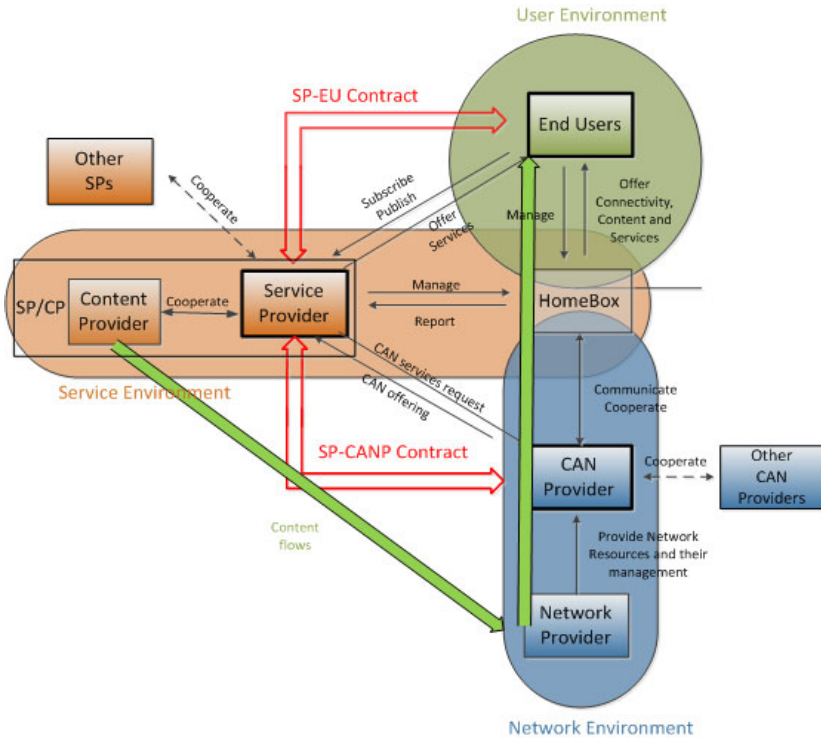 User Environment
SP-EU Contract
End Users
Other
SPs
Cooperate
Subscribe
Publish
Offer
Services
Manage
Offer
Connectivity,
Content and
Services
SP/CP
Content
Provider
Cooperate
Service
Provider
Manage
Report
HomeBox
Service Environment
CAN services request
CAN offering
Communicate
Cooperate
SP-CANP Contract
CAN
Provider
Cooperate
Other
CAN
Providers
Content
flows
Provide Network
Resources and their
management
Network
Provider
Network Environment